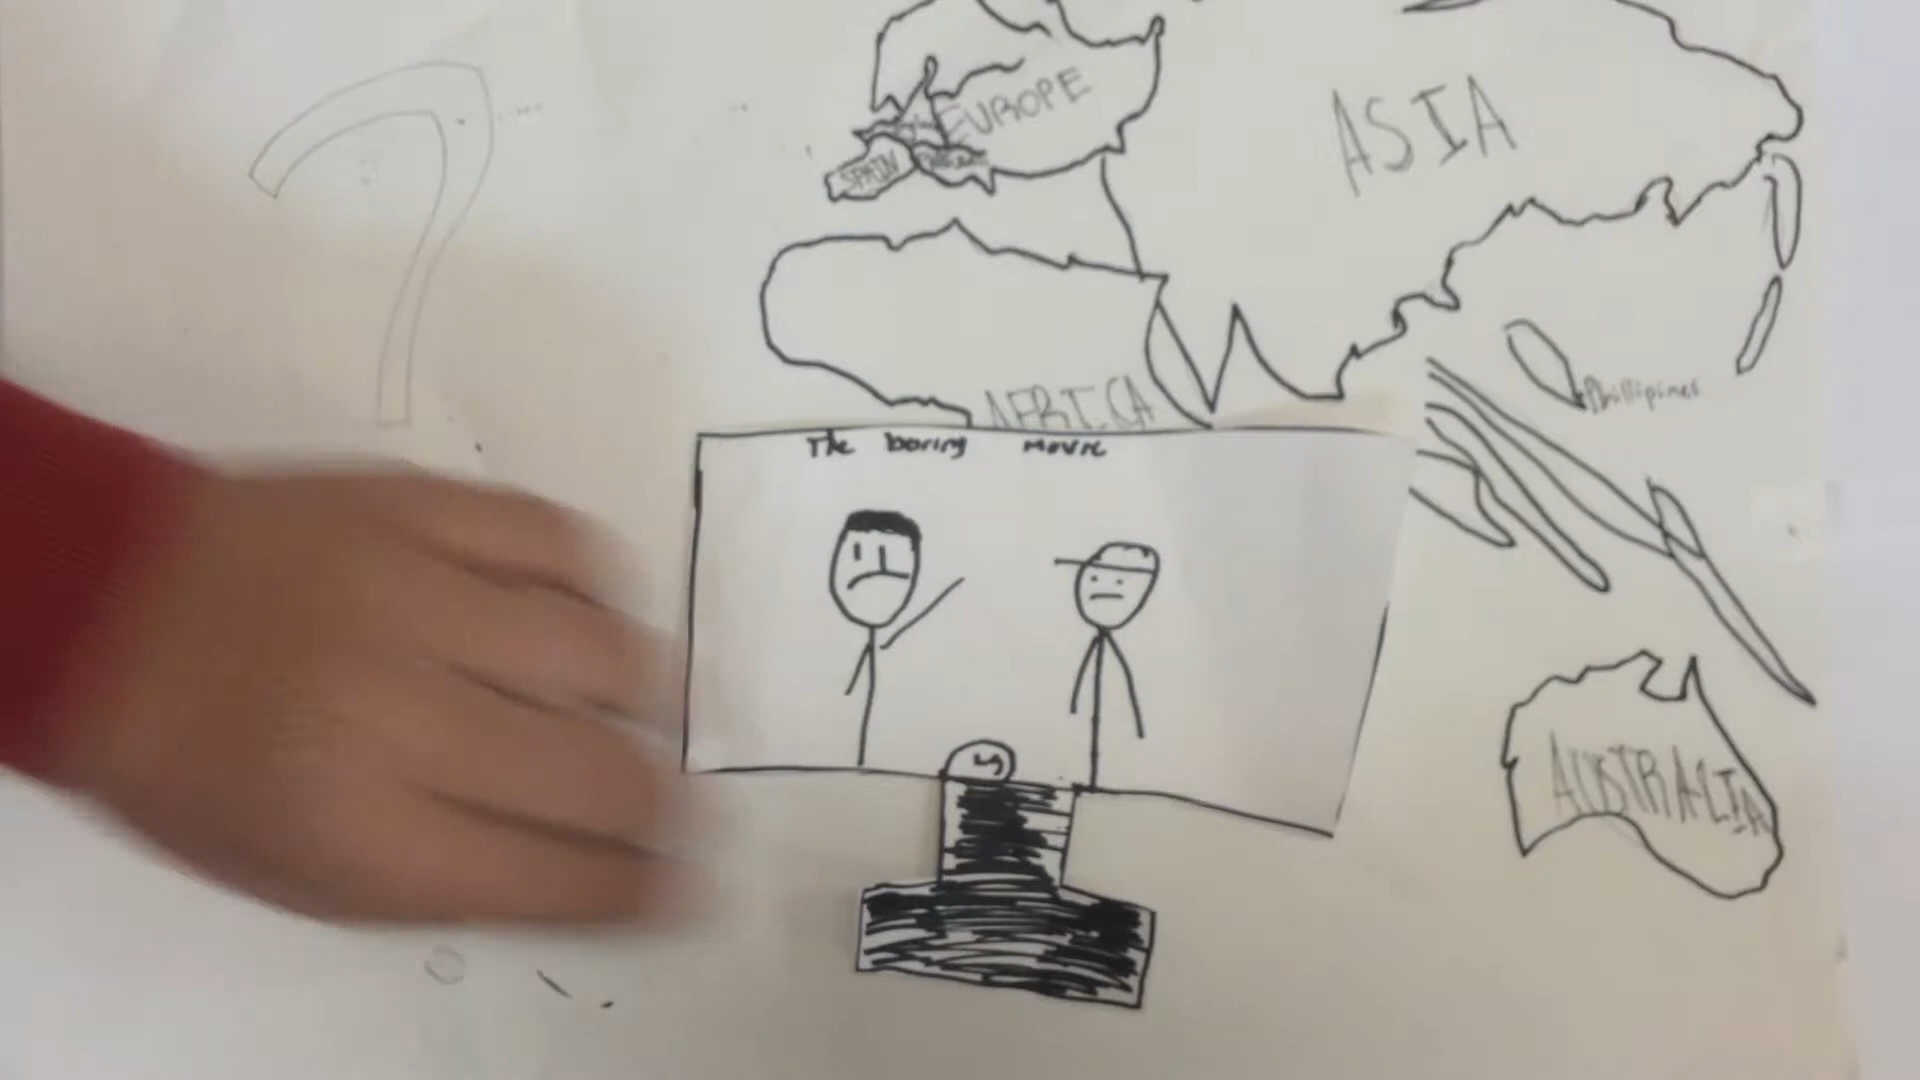 EUROPE
ASIA
SPAIN
AFRICA
Phillipines
The boring movie
AUSTRALIA